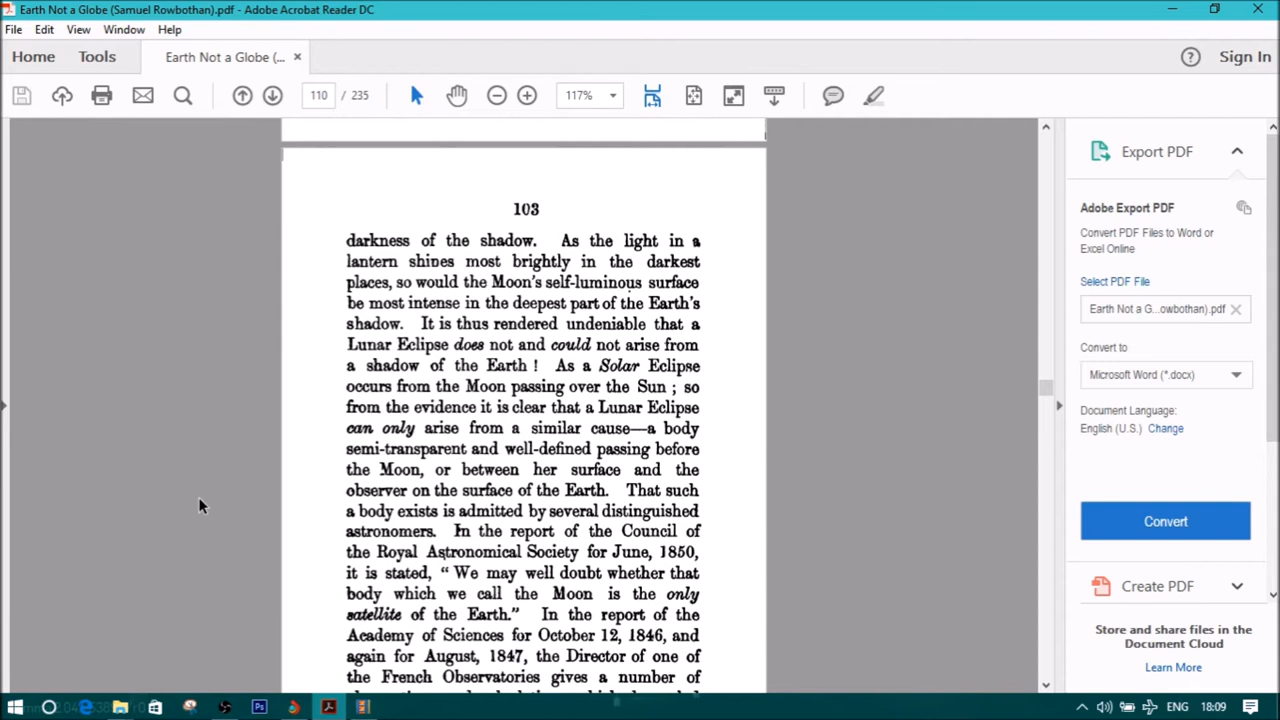 Earth Not a Globe (Samuel Rowbothan).pdf - Adobe Acrobat Reader DC
File Edit View Window Help
Home Tools Earth Not a Globe (... Sign In
110 / 235 117%
103
darkness of the shadow. As the light in a
lantern shines most brightly in the darkest
places, so would the Moon's self-luminous surface
be most intense in the deepest part of the Earth's
shadow. It is thus rendered undeniable that a
Lunar Eclipse does not and could not arise from
a shadow of the Earth ! As a Solar Eclipse
occurs from the Moon passing over the Sun ; so
from the evidence it is clear that a Lunar Eclipse
can only arise from a similar cause—a body
semi-transparent and well-defined passing before
the Moon, or between her surface and the
observer on the surface of the Earth. That such
a body exists is admitted by several distinguished
astronomers. In the report of the Council of
the Royal Astronomical Society for June, 1850,
it is stated, “ We may well doubt whether that
body which we call the Moon is the only
satellite of the Earth.” In the report of the
Academy of Sciences for October 12, 1846, and
again for August, 1847, the Director of one of
the French Observatories gives a number of
Export PDF
Adobe Export PDF
Convert PDF Files to Word or
Excel Online
Select PDF File
Earth Not a G...owbothan).pdf
Convert to
Microsoft Word (*.docx)
Document Language:
English (U.S.) Change
Convert
Create PDF
Store and share files in the
Document Cloud
Learn More
Ps ENG 18:09